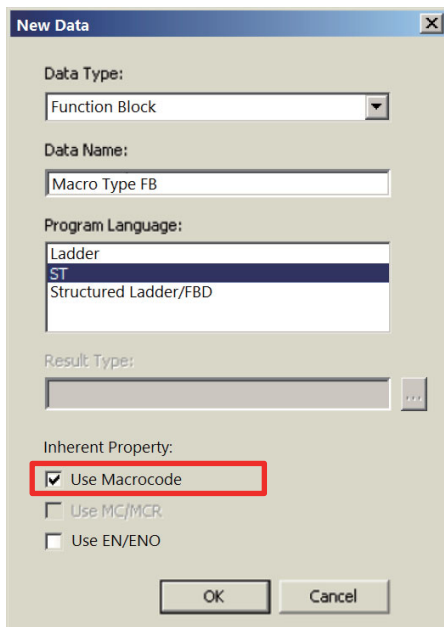 New Data
Data Type:
Function Block
Data Name:
Macro Type FB
Program Language:
Ladder
ST
Structured Ladder/FBD
Result Type:
...
Inherent Property:
Use Macrocode
Use MC/MCR
Use EN/ENO
OK Cancel